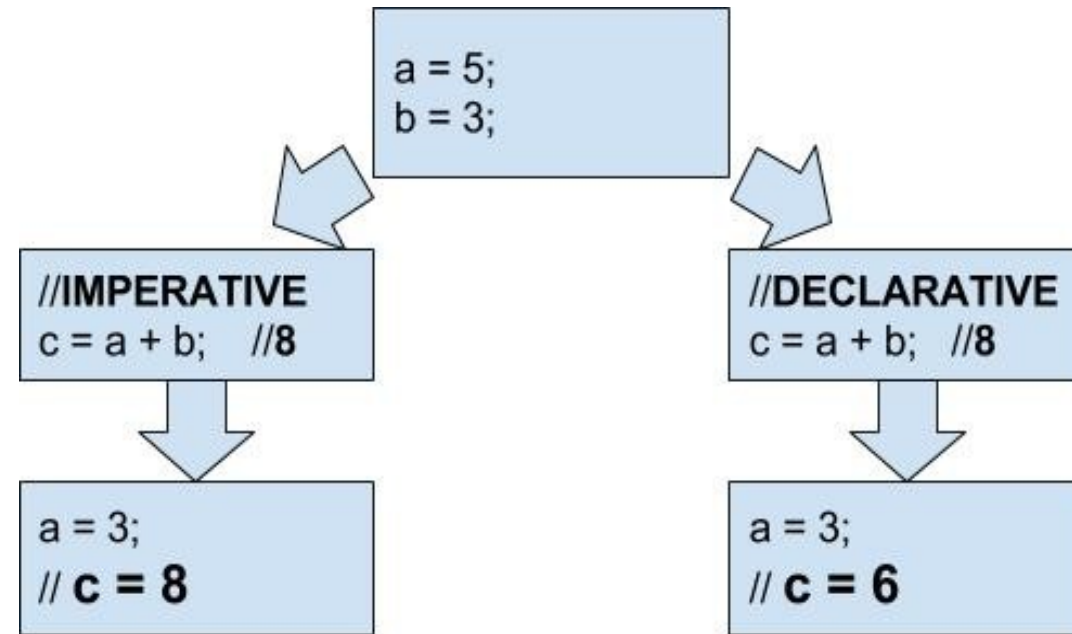 a = 5;
b = 3;
//IMPERATIVE
c = a + b; //8
//DECLARATIVE
c = a + b; //8
a = 3;
// c = 8
a = 3;
// c = 6